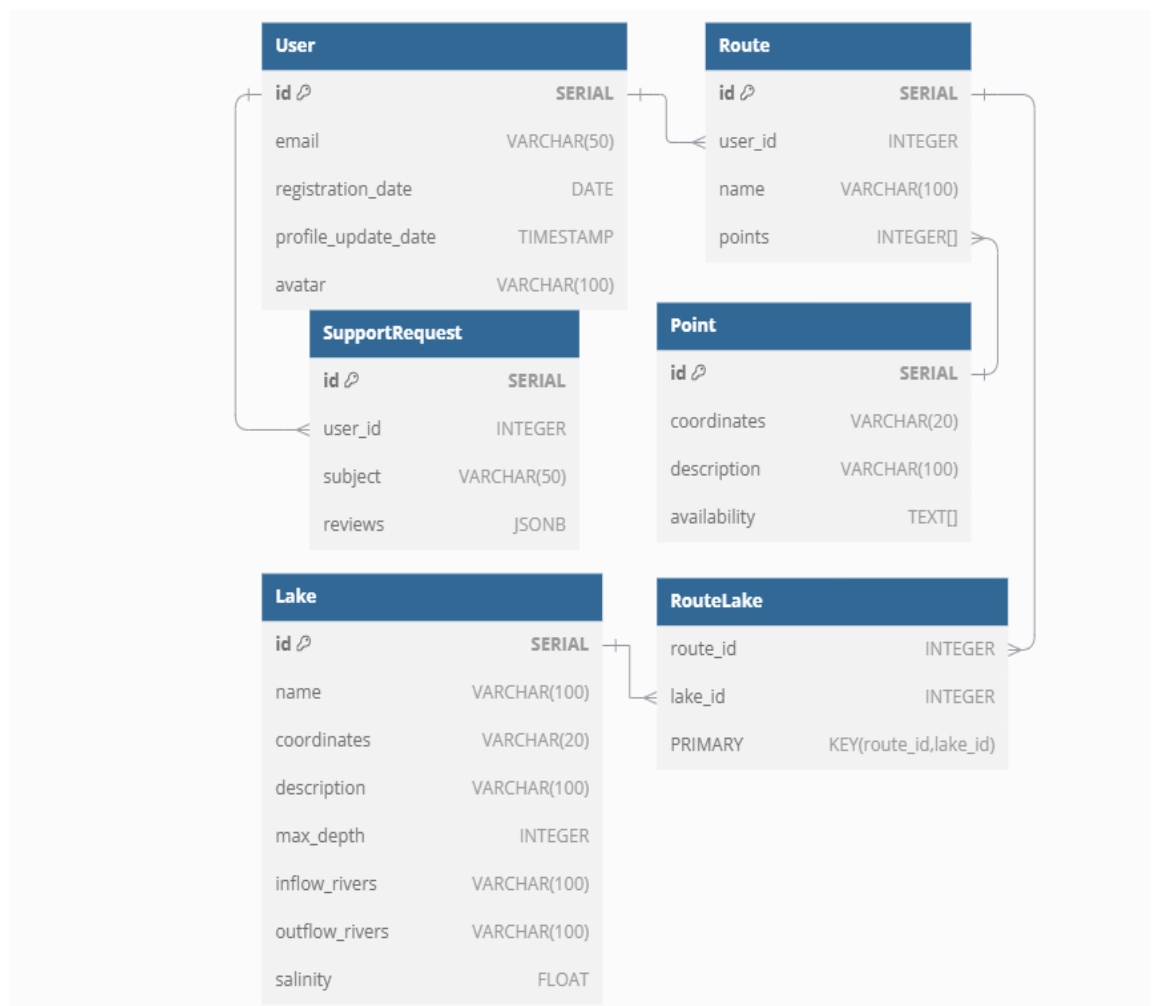 User
id SERIAL
email VARCHAR(50)
registration_date DATE
profile_update_date TIMESTAMP
avatar VARCHAR(100)
Route
id SERIAL
user_id INTEGER
name VARCHAR(100)
points INTEGER[]
SupportRequest
id SERIAL
user_id INTEGER
subject VARCHAR(50)
reviews JSONB
Point
id SERIAL
coordinates VARCHAR(20)
description VARCHAR(100)
availability TEXT[]
Lake
id SERIAL
name VARCHAR(100)
coordinates VARCHAR(20)
description VARCHAR(100)
max_depth INTEGER
inflow_rivers VARCHAR(100)
outflow_rivers VARCHAR(100)
salinity FLOAT
RouteLake
route_id INTEGER
lake_id INTEGER
PRIMARY KEY(route_id,lake_id)